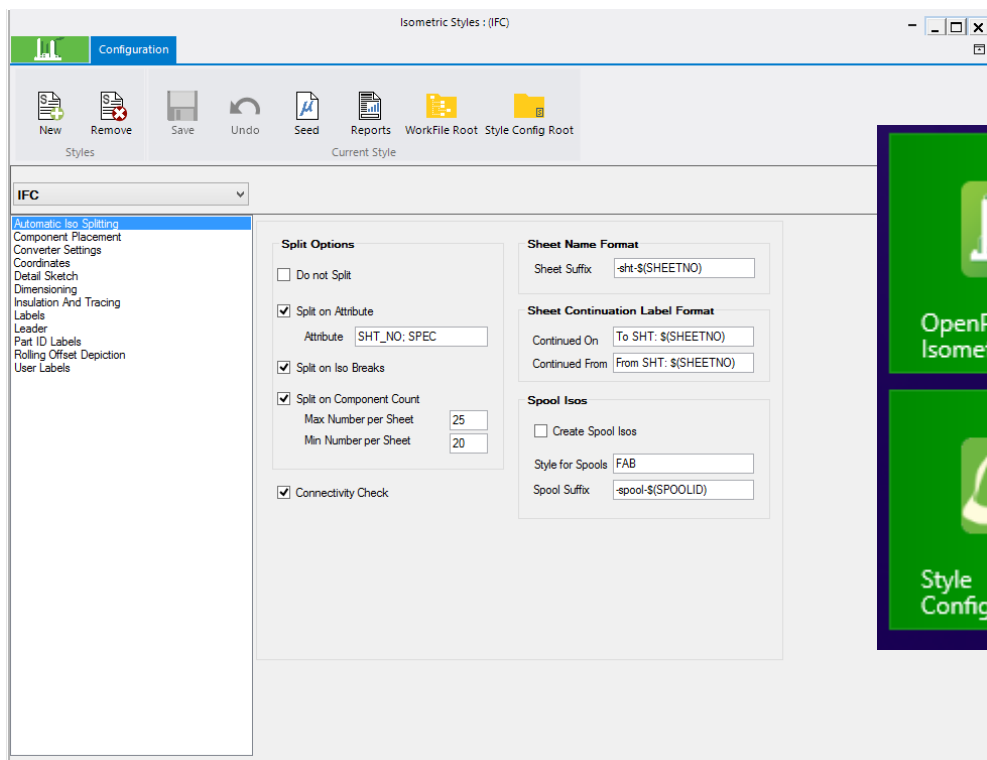 Isometric Styles : (IFC)
Configuration
New
Remove
Save
Undo
Seed
Reports
WorkFile Root
Style Config Root
Styles
Current Style
IFC
Automatic Iso Splitting
Component Placement
Converter Settings
Coordinates
Detail Sketch
Dimensioning
Insulation And Tracing
Labels
Leader
Part ID Labels
Rolling Offset Depiction
User Labels
Split Options
Do not Split
Split on Attribute
Attribute SHT_NO; SPEC
Split on Iso Breaks
Split on Component Count
Max Number per Sheet 25
Min Number per Sheet 20
Connectivity Check
Sheet Name Format
Sheet Suffix -sht-$(SHEETNO)
Sheet Continuation Label Format
Continued On To SHT: $(SHEETNO)
Continued From From SHT: $(SHEETNO)
Spool Isos
Create Spool Isos
Style for Spools FAB
Spool Suffix -spool-$(SPOOLID)
OpenP
Isome
Style
Config